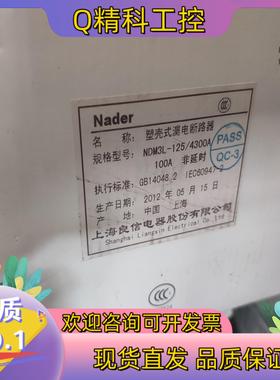 Q精科工控
Nader
名 称: 塑壳式漏电断路器
规格型号: NDM3L-125/4300A
100A 非延时
PASS
QC-3
执行标准: GB14048.2 IEC60947-2
生产日期: 2012 年 05 月 15 日
产 地: 中国 上海
上海良信电器股份有限公司
Shanghai Liangxin Electrical Co., LTD
CCC
质
O.1
欢迎咨询可开发票
现货直发 品质第一